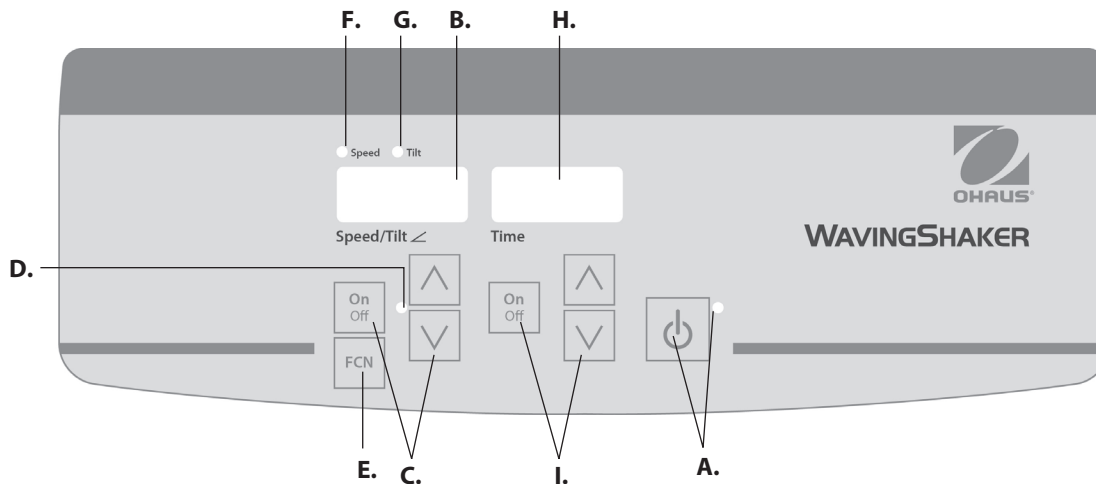 F. G. B. H.
Speed Tilt
OHAUS®
Speed/Tilt Time
WAVINGSHAKER
D.
On
Off
On
Off
FCN
E. C. I. A.